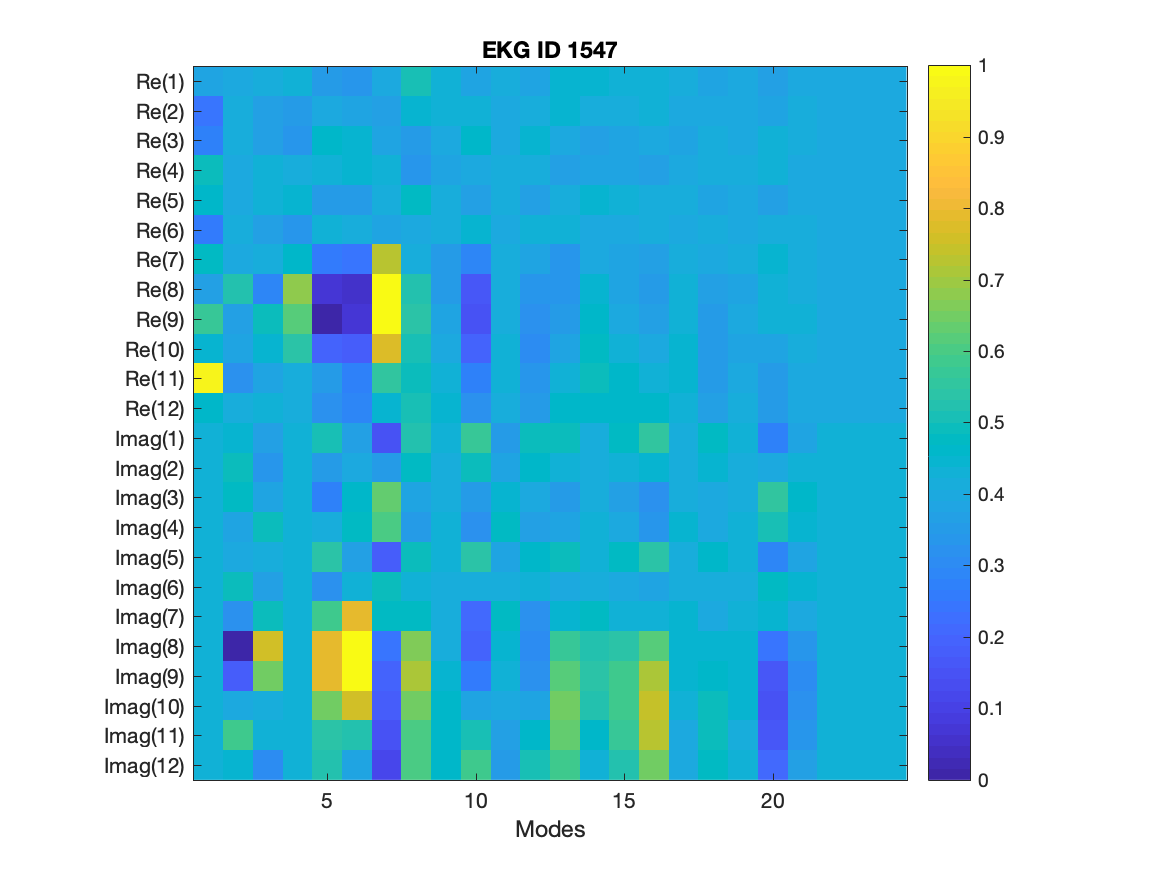 EKG ID 1547
Re(1)
Re(2)
Re(3)
Re(4)
Re(5)
Re(6)
Re(7)
Re(8)
Re(9)
Re(10)
Re(11)
Re(12)
Imag(1)
Imag(2)
Imag(3)
Imag(4)
Imag(5)
Imag(6)
Imag(7)
Imag(8)
Imag(9)
Imag(10)
Imag(11)
Imag(12)
5 10 15 20
Modes
1
0.9
0.8
0.7
0.6
0.5
0.4
0.3
0.2
0.1
0